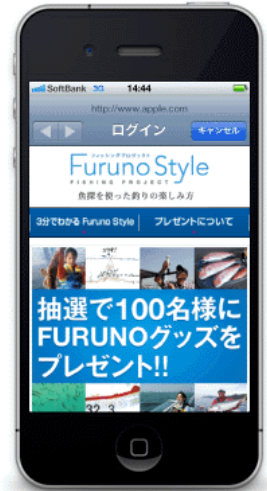 SoftBank 3G 14:44
http://www.apple.com
ログイン
キャンセル
フィッシングプロジェクト
Furuno Style
FISHING PROJECT
魚探を使った釣りの楽しみ方
3分でわかる Furuno Style
プレゼントについて
抽選で100名様に
FURUNOグッズを
プレゼント!!
32.3